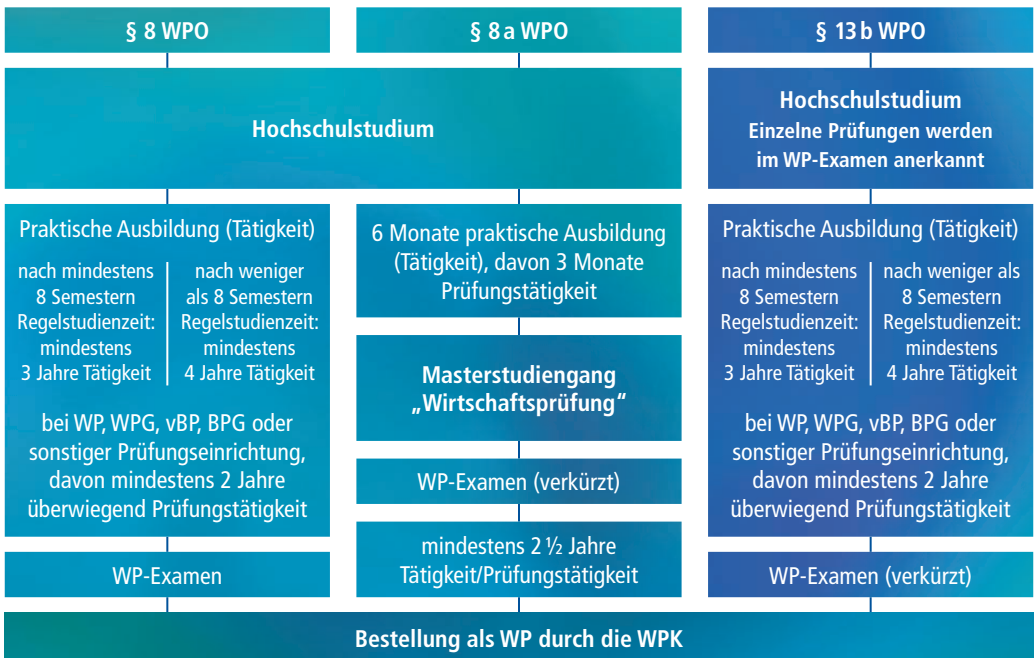 § 8 WPO
§ 8 a WPO
§ 13 b WPO
Hochschulstudium
Hochschulstudium
Einzelne Prüfungen werden
im WP-Examen anerkannt
Praktische Ausbildung (Tätigkeit)
nach mindestens
8 Semestern
Regelstudienzeit:
mindestens
3 Jahre Tätigkeit
nach weniger
als 8 Semestern
Regelstudienzeit:
mindestens
4 Jahre Tätigkeit
bei WP, WPG, vBP, BPG oder
sonstiger Prüfungseinrichtung,
davon mindestens 2 Jahre
überwiegend Prüfungstätigkeit
WP-Examen
6 Monate praktische Ausbildung
(Tätigkeit), davon 3 Monate
Prüfungstätigkeit
Masterstudiengang
„Wirtschaftsprüfung“
WP-Examen (verkürzt)
mindestens 2 ½ Jahre
Tätigkeit/Prüfungstätigkeit
Praktische Ausbildung (Tätigkeit)
nach mindestens
8 Semestern
Regelstudienzeit:
mindestens
3 Jahre Tätigkeit
nach weniger als
8 Semestern
Regelstudienzeit:
mindestens
4 Jahre Tätigkeit
bei WP, WPG, vBP, BPG oder
sonstiger Prüfungseinrichtung,
davon mindestens 2 Jahre
überwiegend Prüfungstätigkeit
WP-Examen (verkürzt)
Bestellung als WP durch die WPK